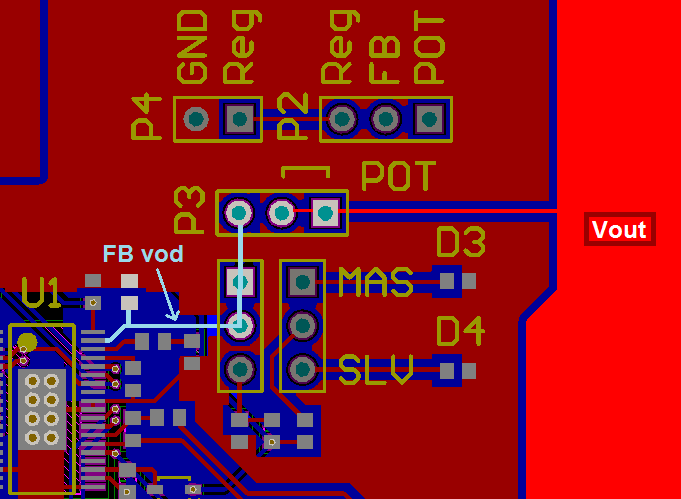 GND
Reg
Reg
FB
POT
P4
P2
P3
POT
Vout
FB vod
D3
U1
MAS
D4
SLV